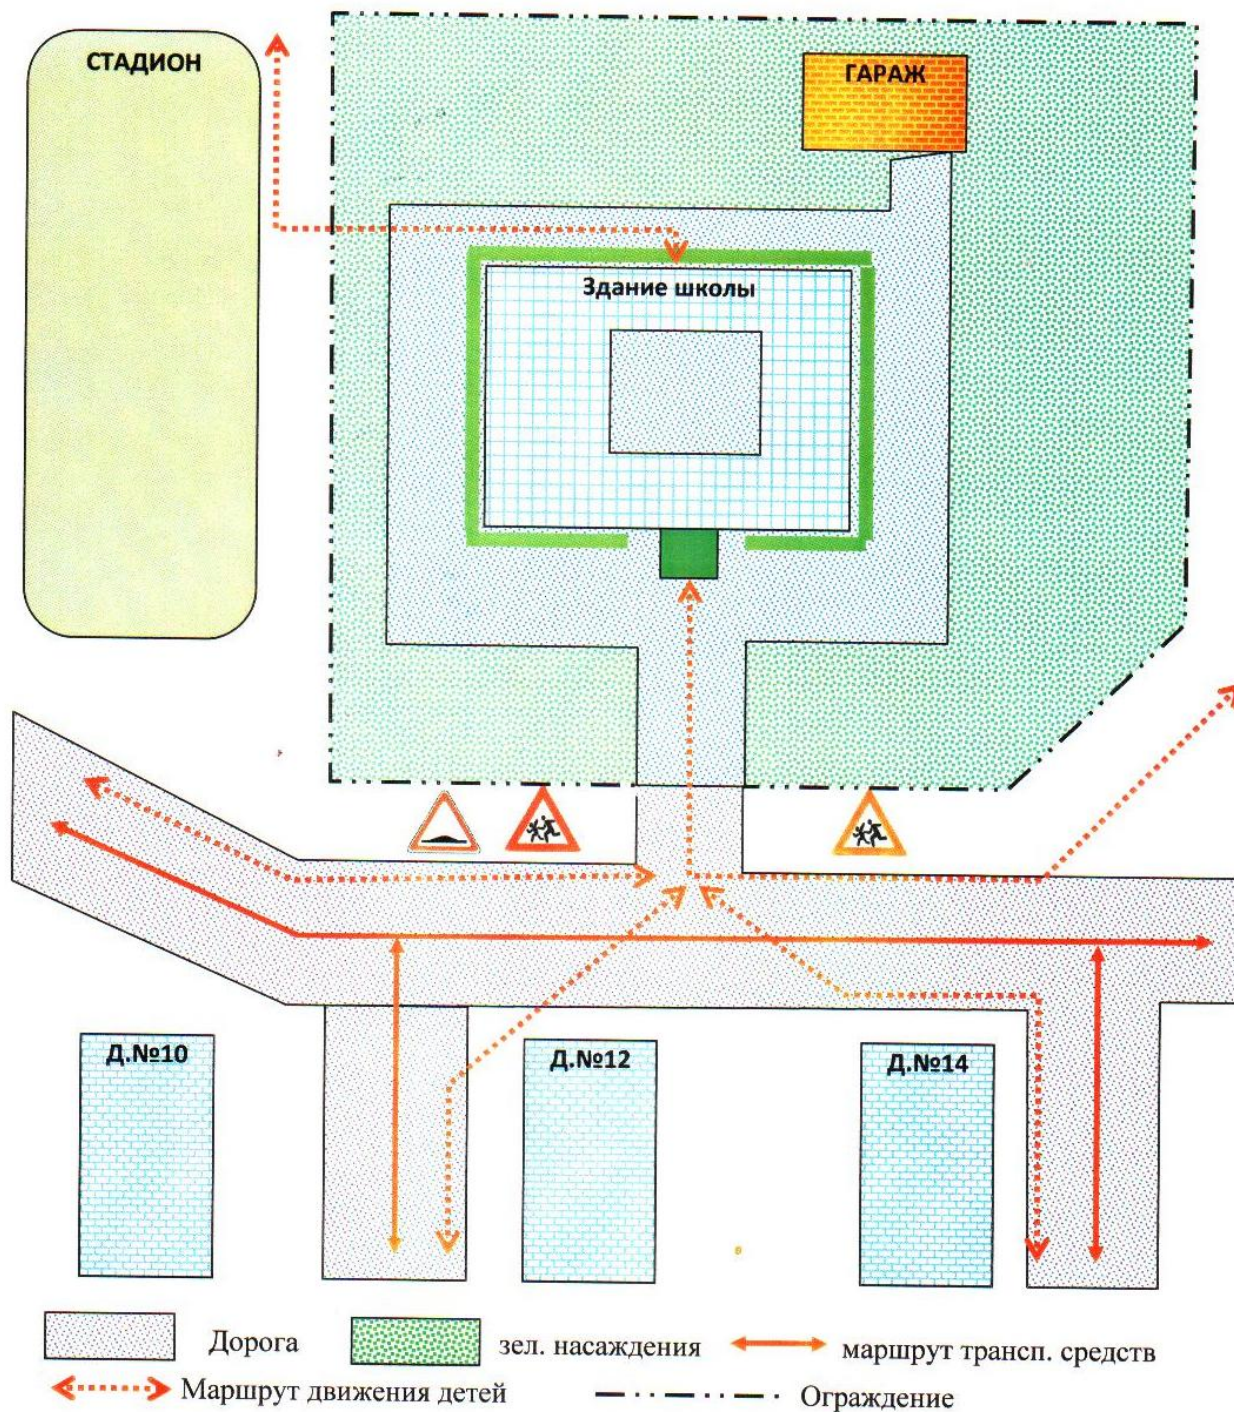 СТАДИОН
ГАРАЖ
Здание школы
Д.№10
Д.№12
Д.№14
Дорога
зел. насаждения
маршрут трансп. средств
Маршрут движения детей
Ограждение